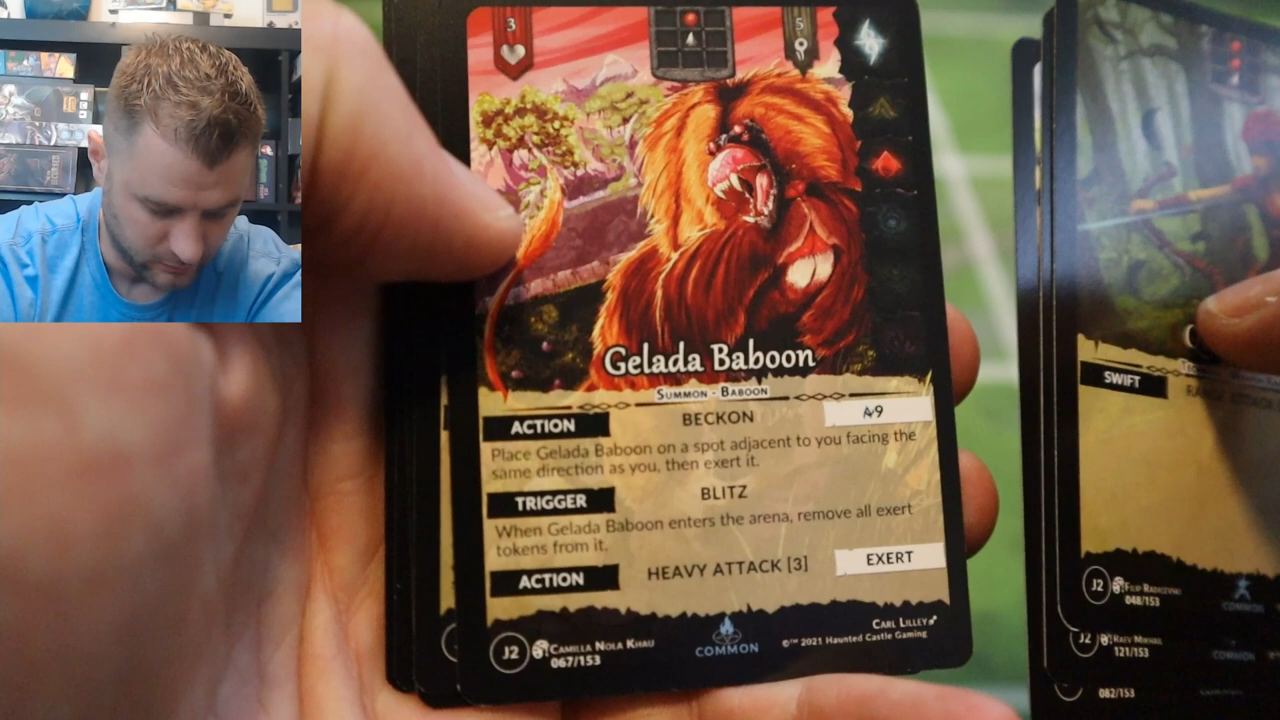 3
5
Gelada Baboon
Summon - Baboon
ACTION BECKON A9
Place Gelada Baboon on a spot adjacent to you facing the
same direction as you, then exert it.
TRIGGER BLITZ
When Gelada Baboon enters the arena, remove all exert
tokens from it.
ACTION HEAVY ATTACK [3] EXERT
J2 Camilla Nola Khau
067/153
COMMON
Carl Lilley
©™ 2021 Haunted Castle Gaming
SWIFT
J2
048/153
COMMON
J2
121/153
COMMON
082/153